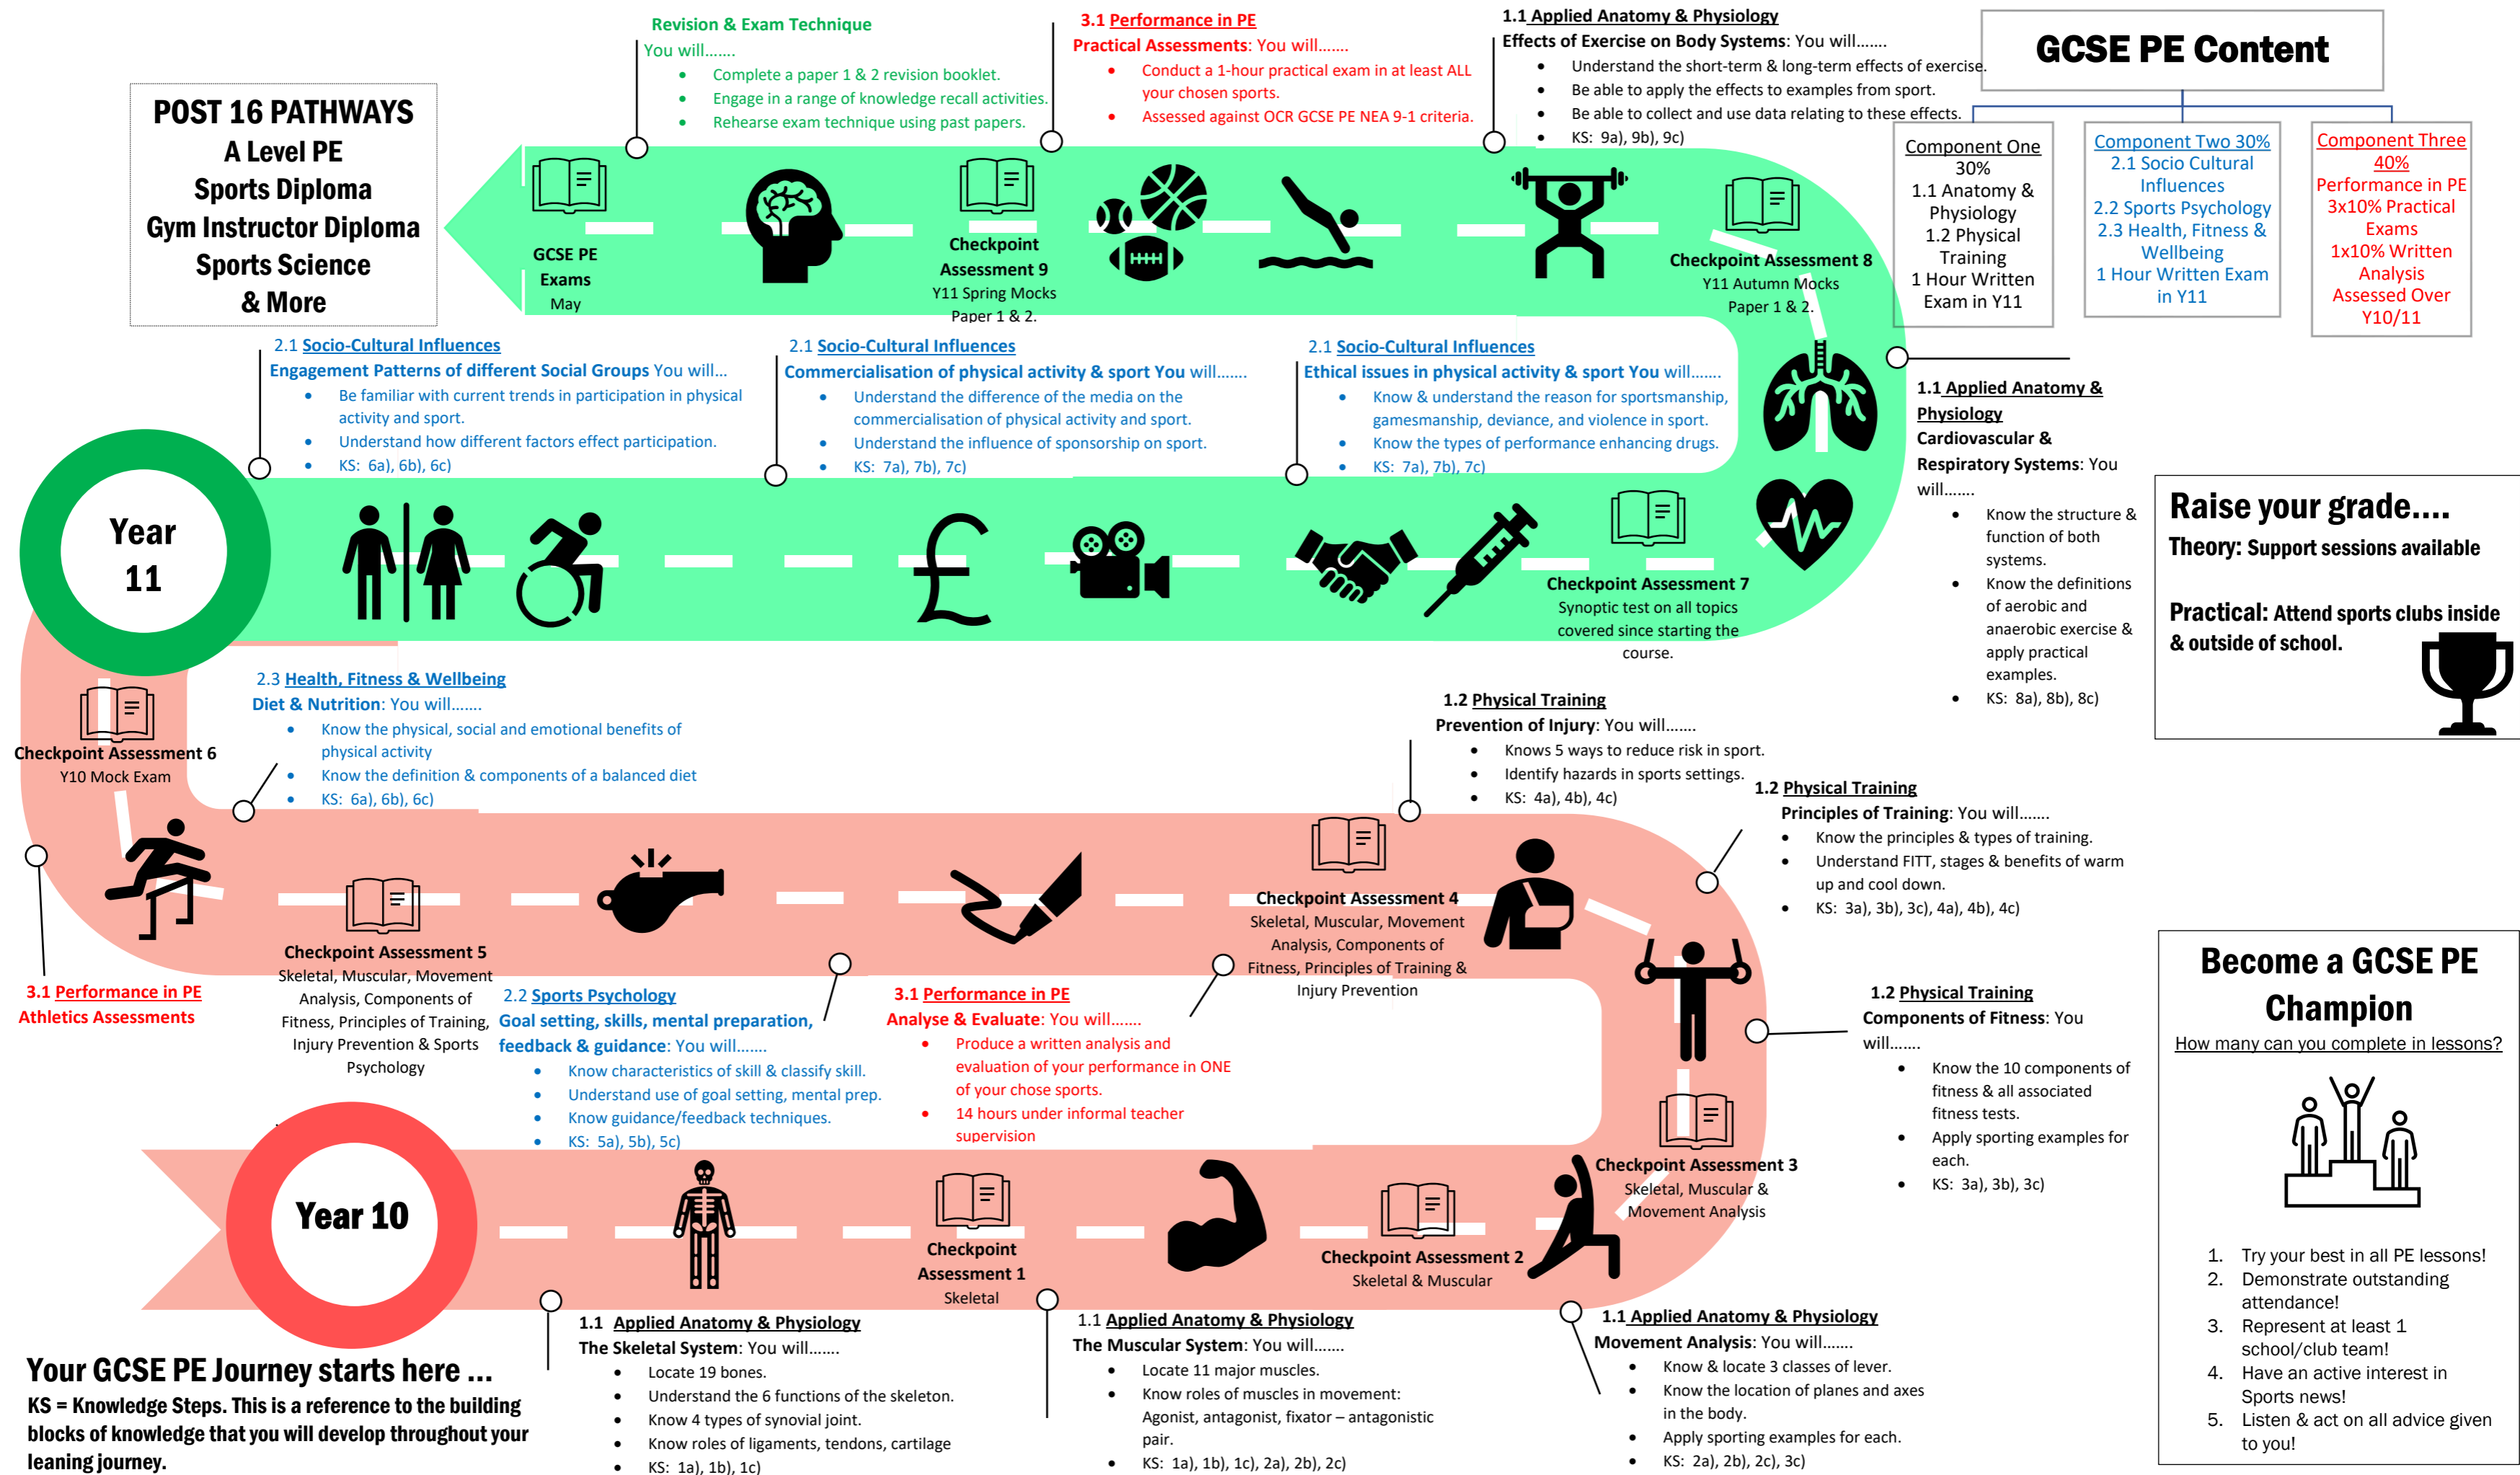 Revision & Exam Technique
You will.......
• Complete a paper 1 & 2 revision booklet.
• Engage in a range of knowledge recall activities.
• Rehearse exam technique using past papers.
3.1 Performance in PE
Practical Assessments: You will.......
• Conduct a 1-hour practical exam in at least ALL
your chosen sports.
• Assessed against OCR GCSE PE NEA 9-1 criteria.
1.1 Applied Anatomy & Physiology
Effects of Exercise on Body Systems: You will.......
• Understand the short-term & long-term effects of exercise.
• Be able to apply the effects to examples from sport.
• Be able to collect and use data relating to these effects.
• KS: 9a), 9b), 9c)
GCSE PE Content
Component One
30%
1.1 Anatomy &
Physiology
1.2 Physical
Training
1 Hour Written
Exam in Y11
Component Two 30%
2.1 Socio Cultural
Influences
2.2 Sports Psychology
2.3 Health, Fitness &
Wellbeing
1 Hour Written Exam
in Y11
Component Three
40%
Performance in PE
3x10% Practical
Exams
1x10% Written
Analysis
Assessed Over
Y10/11
POST 16 PATHWAYS
A Level PE
Sports Diploma
Gym Instructor Diploma
Sports Science
& More
GCSE PE
Exams
May
Checkpoint
Assessment 9
Y11 Spring Mocks
Paper 1 & 2.
Checkpoint Assessment 8
Y11 Autumn Mocks
Paper 1 & 2.
2.1 Socio-Cultural Influences
Engagement Patterns of different Social Groups You will...
• Be familiar with current trends in participation in physical
activity and sport.
• Understand how different factors effect participation.
• KS: 6a), 6b), 6c)
2.1 Socio-Cultural Influences
Commercialisation of physical activity & sport You will.......
• Understand the difference of the media on the
commercialisation of physical activity and sport.
• Understand the influence of sponsorship on sport.
• KS: 7a), 7b), 7c)
2.1 Socio-Cultural Influences
Ethical issues in physical activity & sport You will.......
• Know & understand the reason for sportsmanship,
gamesmanship, deviance, and violence in sport.
• Know the types of performance enhancing drugs.
• KS: 7a), 7b), 7c)
1.1 Applied Anatomy &
Physiology
Cardiovascular &
Respiratory Systems: You
will.......
• Know the structure &
function of both
systems.
• Know the definitions
of aerobic and
anaerobic exercise &
apply practical
examples.
• KS: 8a), 8b), 8c)
Raise your grade....
Theory: Support sessions available
Practical: Attend sports clubs inside
& outside of school.
Year
11
£
Checkpoint Assessment 7
Synoptic test on all topics
covered since starting the
course.
Checkpoint Assessment 6
Y10 Mock Exam
2.3 Health, Fitness & Wellbeing
Diet & Nutrition: You will.......
• Know the physical, social and emotional benefits of
physical activity
• Know the definition & components of a balanced diet
• KS: 6a), 6b), 6c)
1.2 Physical Training
Prevention of Injury: You will.......
• Knows 5 ways to reduce risk in sport.
• Identify hazards in sports settings.
• KS: 4a), 4b), 4c)
1.2 Physical Training
Principles of Training: You will.......
• Know the principles & types of training.
• Understand FITT, stages & benefits of warm
up and cool down.
• KS: 3a), 3b), 3c), 4a), 4b), 4c)
3.1 Performance in PE
Athletics Assessments
Checkpoint Assessment 5
Skeletal, Muscular, Movement
Analysis, Components of
Fitness, Principles of Training,
Injury Prevention & Sports
Psychology
2.2 Sports Psychology
Goal setting, skills, mental preparation,
feedback & guidance: You will.......
• Know characteristics of skill & classify skill.
• Understand use of goal setting, mental prep.
• Know guidance/feedback techniques.
• KS: 5a), 5b), 5c)
3.1 Performance in PE
Analyse & Evaluate: You will.......
• Produce a written analysis and
evaluation of your performance in ONE
of your chose sports.
• 14 hours under informal teacher
supervision
Checkpoint Assessment 4
Skeletal, Muscular, Movement
Analysis, Components of
Fitness, Principles of Training &
Injury Prevention
1.2 Physical Training
Components of Fitness: You
will.......
• Know the 10 components of
fitness & all associated
fitness tests.
• Apply sporting examples for
each.
• KS: 3a), 3b), 3c)
Become a GCSE PE
Champion
How many can you complete in lessons?
1. Try your best in all PE lessons!
2. Demonstrate outstanding
attendance!
3. Represent at least 1
school/club team!
4. Have an active interest in
Sports news!
5. Listen & act on all advice given
to you!
Year 10
Checkpoint
Assessment 1
Skeletal
Checkpoint Assessment 2
Skeletal & Muscular
Checkpoint Assessment 3
Skeletal, Muscular &
Movement Analysis
Your GCSE PE Journey starts here ...
KS = Knowledge Steps. This is a reference to the building
blocks of knowledge that you will develop throughout your
leaning journey.
1.1 Applied Anatomy & Physiology
The Skeletal System: You will.......
• Locate 19 bones.
• Understand the 6 functions of the skeleton.
• Know 4 types of synovial joint.
• Know roles of ligaments, tendons, cartilage
• KS: 1a), 1b), 1c)
1.1 Applied Anatomy & Physiology
The Muscular System: You will.......
• Locate 11 major muscles.
• Know roles of muscles in movement:
Agonist, antagonist, fixator – antagonistic
pair.
• KS: 1a), 1b), 1c), 2a), 2b), 2c)
1.1 Applied Anatomy & Physiology
Movement Analysis: You will.......
• Know & locate 3 classes of lever.
• Know the location of planes and axes
in the body.
• Apply sporting examples for each.
• KS: 2a), 2b), 2c), 3c)